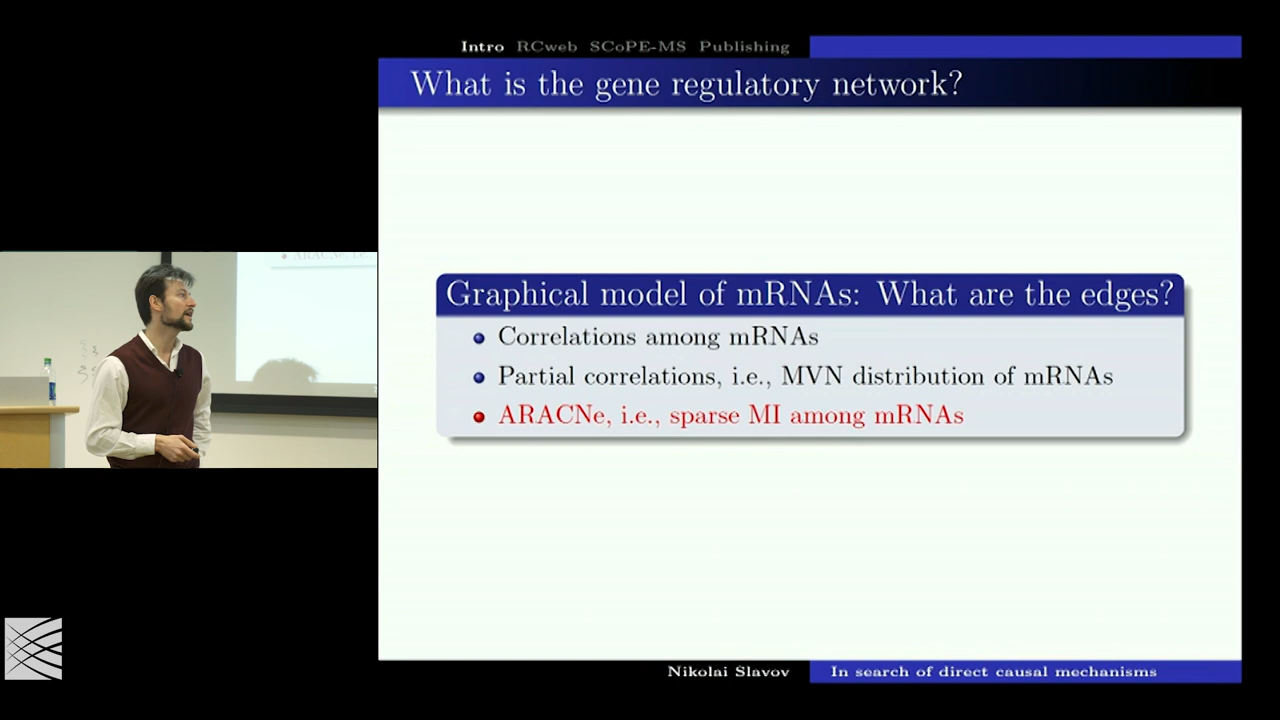 Intro RCweb SCoPE-MS Publishing
What is the gene regulatory network?
Graphical model of mRNAs: What are the edges?
Correlations among mRNAs
Partial correlations, i.e., MVN distribution of mRNAs
ARACNe, i.e., sparse MI among mRNAs
ARACNe, i.e.,
Nikolai Slavov In search of direct causal mechanisms